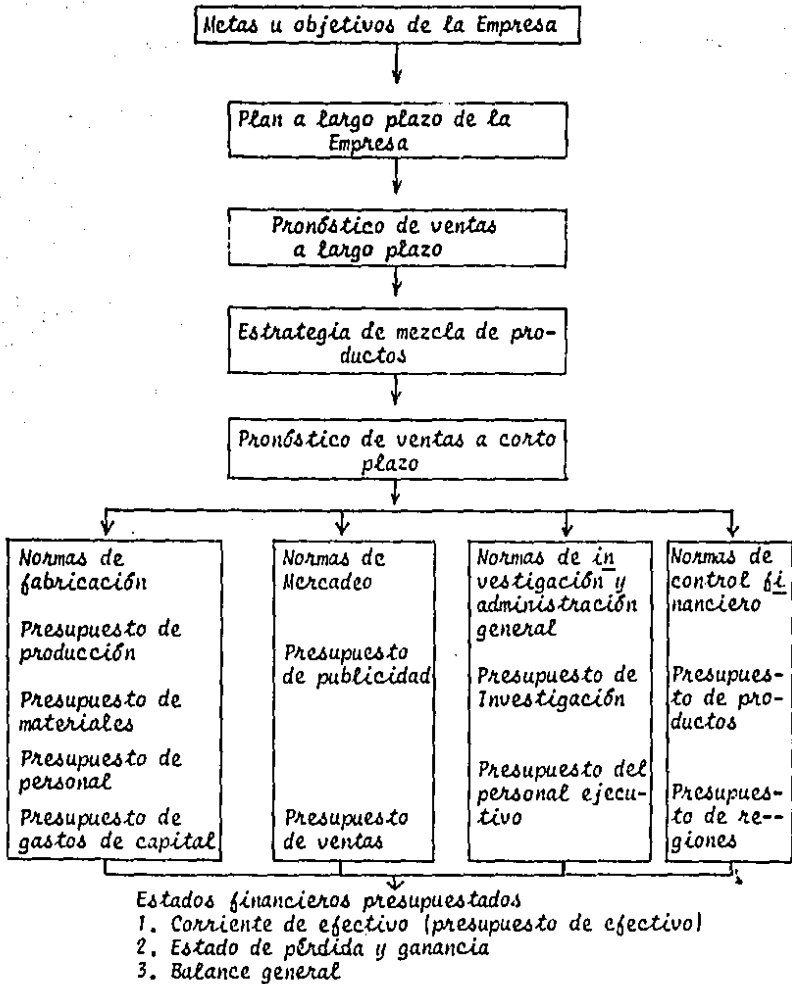 Metas u objetivos de la Empresa
Plan a largo plazo de la
Empresa
Pronóstico de ventas
a largo plazo
Estrategia de mezcla de pro-
ductos
Pronóstico de ventas a corto
plazo
Normas de
fabricación
Presupuesto de
producción
Presupuesto de
materiales
Presupuesto de
personal
Presupuesto de
gastos de capital
Normas de
Mercadeo
Presupuesto
de publicidad
Presupuesto
de ventas
Normas de in
vestigación y
administración
general
Presupuesto de
Investigación
Presupuesto del
personal ejecu-
tivo
Normas de
control fi
nanciero
Presupues-
to de pro-
ductos
Presupues-
to de re--
giones
Estados financieros presupuestados
1. Corriente de efectivo (presupuesto de efectivo)
2. Estado de pérdida y ganancia
3. Balance general